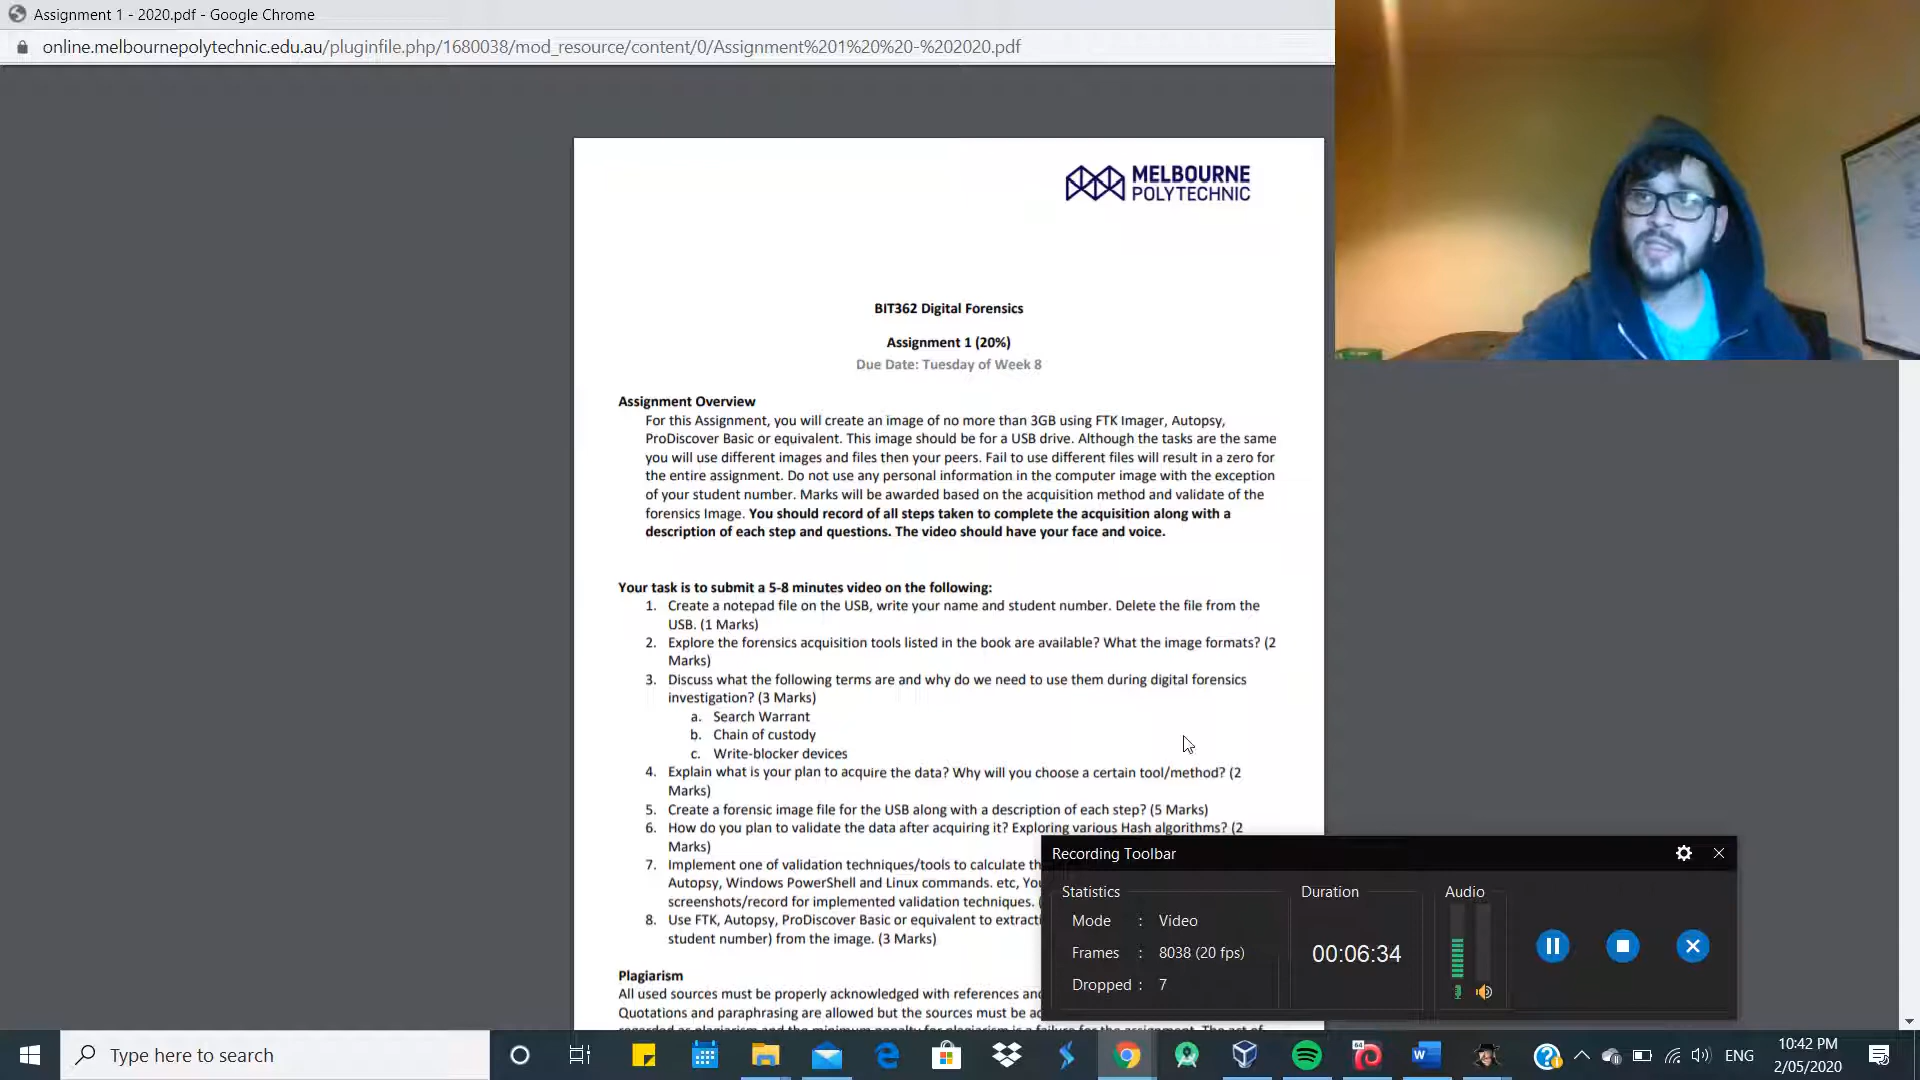 Assignment 1 - 2020.pdf - Google Chrome
online.melbournepolytechnic.edu.au/pluginfile.php/1680038/mod_resource/content/0/Assignment%201%20%20-%202020.pdf
MELBOURNE
POLYTECHNIC
BIT362 Digital Forensics
Assignment 1 (20%)
Due Date: Tuesday of Week 8
Assignment Overview
For this Assignment, you will create an image of no more than 3GB using FTK Imager, Autopsy,
ProDiscover Basic or equivalent. This image should be for a USB drive. Although the tasks are the same
you will use different images and files then your peers. Fail to use different files will result in a zero for
the entire assignment. Do not use any personal information in the computer image with the exception
of your student number. Marks will be awarded based on the acquisition method and validate of the
forensics Image. You should record of all steps taken to complete the acquisition along with a
description of each step and questions. The video should have your face and voice.
Your task is to submit a 5-8 minutes video on the following:
1. Create a notepad file on the USB, write your name and student number. Delete the file from the
USB. (1 Marks)
2. Explore the forensics acquisition tools listed in the book are available? What the image formats? (2
Marks)
3. Discuss what the following terms are and why do we need to use them during digital forensics
investigation? (3 Marks)
a. Search Warrant
b. Chain of custody
c. Write-blocker devices
4. Explain what is your plan to acquire the data? Why will you choose a certain tool/method? (2
Marks)
5. Create a forensic image file for the USB along with a description of each step? (5 Marks)
6. How do you plan to validate the data after acquiring it? Exploring various Hash algorithms? (2
Marks)
7. Implement one of validation techniques/tools to calculate
Autopsy, Windows PowerShell and Linux commands. etc,
screenshots/record for implemented validation techniques.
8. Use FTK, Autopsy, ProDiscover Basic or equivalent to
student number) from the image. (3 Marks)
Plagiarism
All used sources must be properly acknowledged with references
Quotations and paraphrasing are allowed but the sources must be
Recording Toolbar
Statistics
Mode : Video
Frames : 8038 (20 fps)
Dropped : 7
Duration
00:06:34
Audio
Type here to search
64
ENG
10:42 PM
2/05/2020